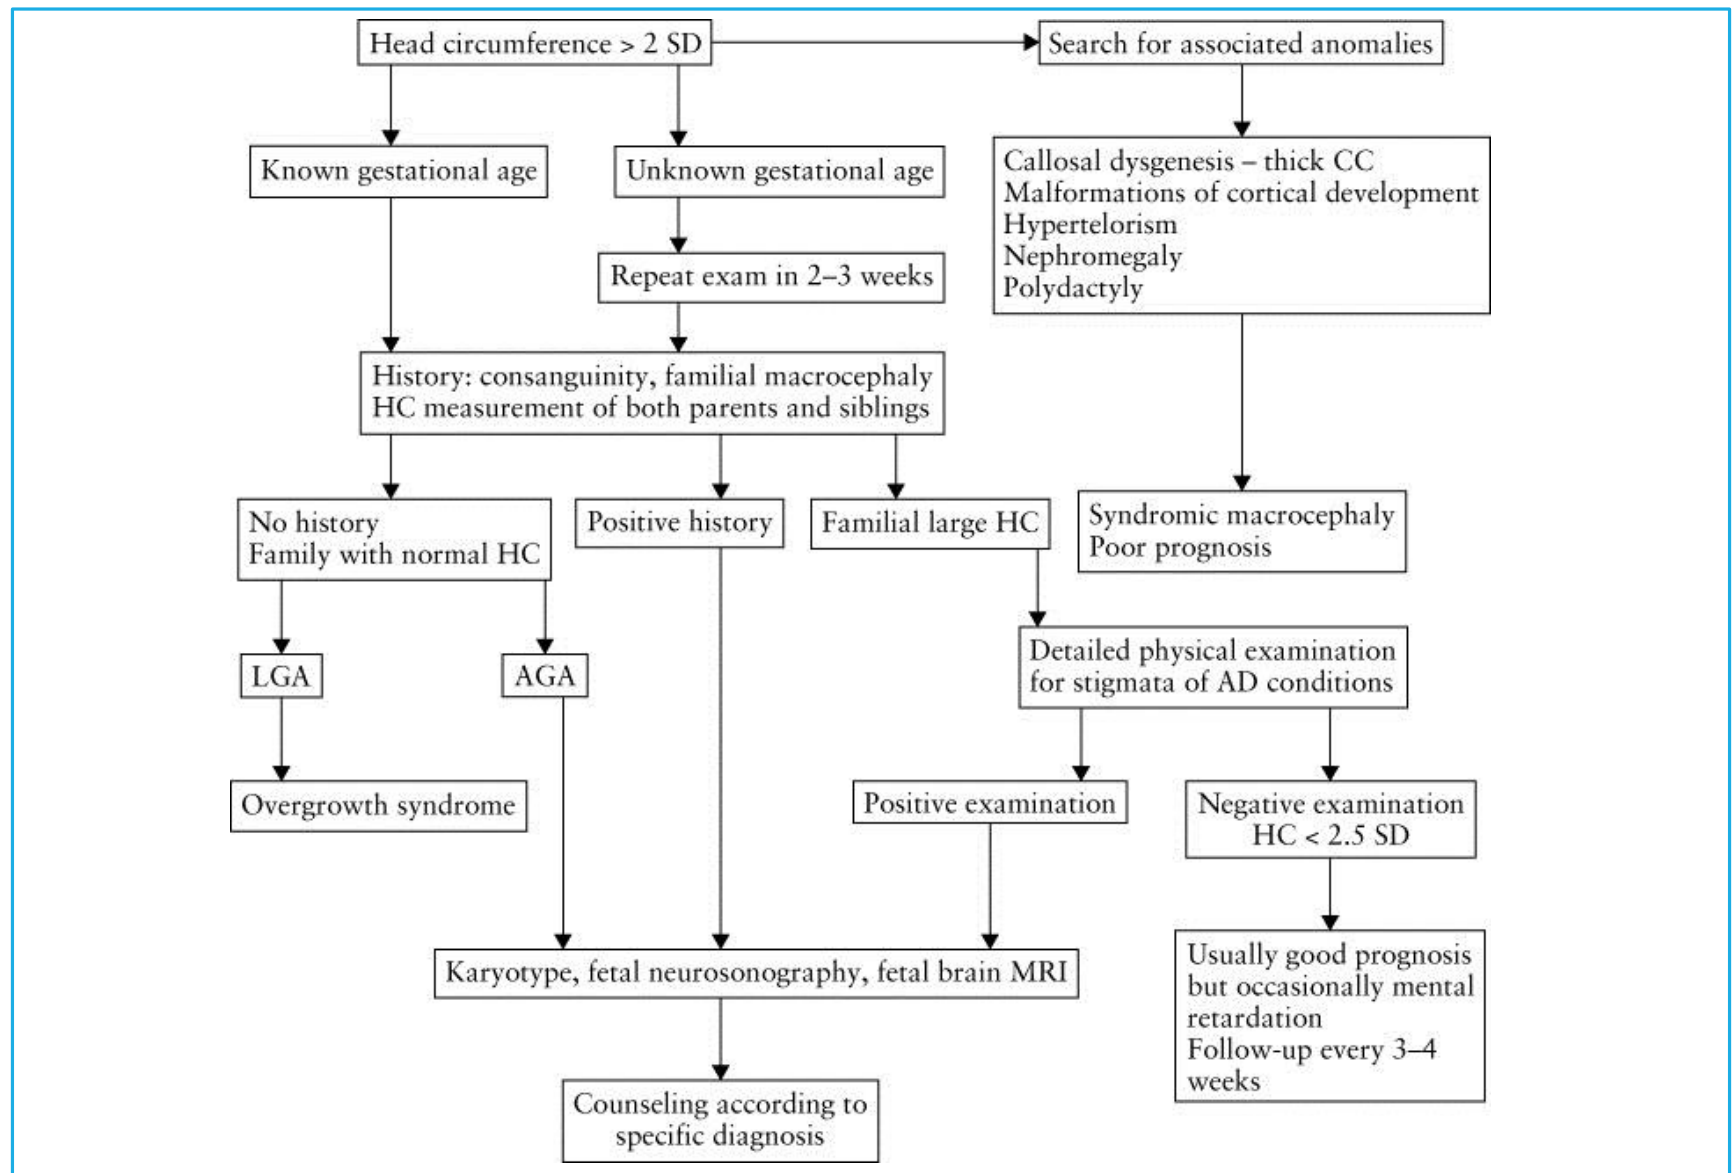 Head circumference > 2 SD
Search for associated anomalies
Known gestational age
Unknown gestational age
Callosal dysgenesis – thick CC
Malformations of cortical development
Hypertelorism
Nephromegaly
Polydactyly
Repeat exam in 2–3 weeks
History: consanguinity, familial macrocephaly
HC measurement of both parents and siblings
No history
Family with normal HC
Positive history
Familial large HC
Syndromic macrocephaly
Poor prognosis
LGA
AGA
Detailed physical examination
for stigmata of AD conditions
Overgrowth syndrome
Positive examination
Negative examination
HC < 2.5 SD
Karyotype, fetal neurosonography, fetal brain MRI
Usually good prognosis
but occasionally mental
retardation
Follow-up every 3–4
weeks
Counseling according to
specific diagnosis